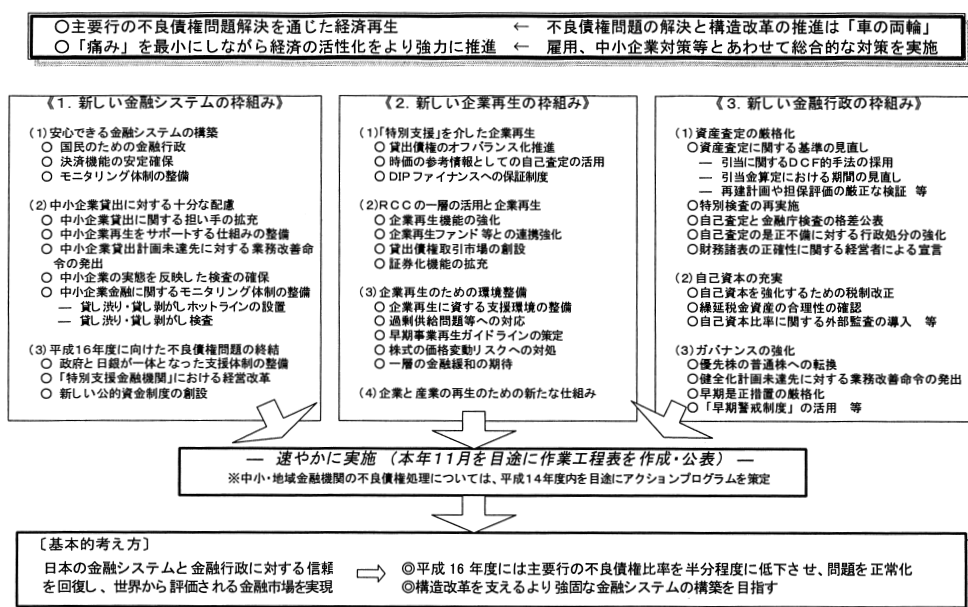 ○主要行の不良債権問題解決を通じた経済再生 ← 不良債権問題の解決と構造改革の推進は「車の両輪」
○「痛み」を最小にしながら経済の活性化をより強力に推進 ← 雇用、中小企業対策等とあわせて総合的な対策を実施
《1. 新しい金融システムの枠組み》
(1)安心できる金融システムの構築
○ 国民のための金融行政
○ 決済機能の安定確保
○ モニタリング体制の整備
(2)中小企業貸出に対する十分な配慮
○ 中小企業貸出に関する担い手の拡充
○ 中小企業再生をサポートする仕組みの整備
○ 中小企業貸出計画未達先に対する業務改善命
令の発出
○ 中小企業の実態を反映した検査の確保
○ 中小企業金融に関するモニタリング体制の整備
― 貸し渋り・貸し剥がしホットラインの設置
― 貸し渋り・貸し剥がし検査
(3)平成16年度に向けた不良債権問題の終結
○ 政府と日銀が一体となった支援体制の整備
○ 「特別支援金融機関」における経営改革
○ 新しい公的資金制度の創設
《2. 新しい企業再生の枠組み》
(1)「特別支援」を介した企業再生
○ 貸出債権のオフバランス化推進
○ 時価の参考情報としての自己査定の活用
○ DIPファイナンスへの保証制度
(2)RCCの一層の活用と企業再生
○ 企業再生機能の強化
○ 企業再生ファンド等との連携強化
○ 貸出債権取引市場の創設
○ 証券化機能の拡充
(3)企業再生のための環境整備
○ 企業再生に資する支援環境の整備
○ 過剰供給問題等への対応
○ 早期事業再生ガイドラインの策定
○ 株式の価格変動リスクへの対処
○ 一層の金融緩和の期待
(4)企業と産業の再生のための新たな仕組み
《3. 新しい金融行政の枠組み》
(1)資産査定の厳格化
○資産査定に関する基準の見直し
― 引当に関するDCF的手法の採用
― 引当金算定における期間の見直し
― 再建計画や担保評価の厳正な検証 等
○特別検査の再実施
○自己査定と金融庁検査の格差公表
○自己査定の是正不備に対する行政処分の強化
○財務諸表の正確性に関する経営者による宣言
(2)自己資本の充実
○自己資本を強化するための税制改正
○繰延税金資産の合理性の確認
○自己資本比率に関する外部監査の導入 等
(3)ガバナンスの強化
○優先株の普通株への転換
○健全化計画未達先に対する業務改善命令の発出
○早期是正措置の厳格化
○「早期警戒制度」の活用 等
― 速やかに実施(本年11月を目途に作業工程表を作成・公表) ―
※中小・地域金融機関の不良債権処理については、平成14年度内を目途にアクションプログラムを策定
〔基本的考え方〕
日本の金融システムと金融行政に対する信頼
を回復し、世界から評価される金融市場を実現
⇨
◎平成16年度には主要行の不良債権比率を半分程度に低下させ、問題を正常化
◎構造改革を支えるより強固な金融システムの構築を目指す